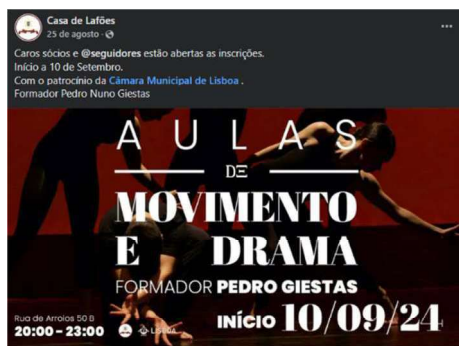 Casa de Lafões
25 de agosto ·
Caros sócios e @seguidores estão abertas as inscrições.
Início a 10 de Setembro.
Com o patrocínio da Câmara Municipal de Lisboa .
Formador Pedro Nuno Giestas
AULAS
DE
MOVIMENTO
E DRAMA
FORMADOR PEDRO GIESTAS
INÍCIO 10/09/24
Rua de Arroios 50 B
20:00 - 23:00
LISBOA